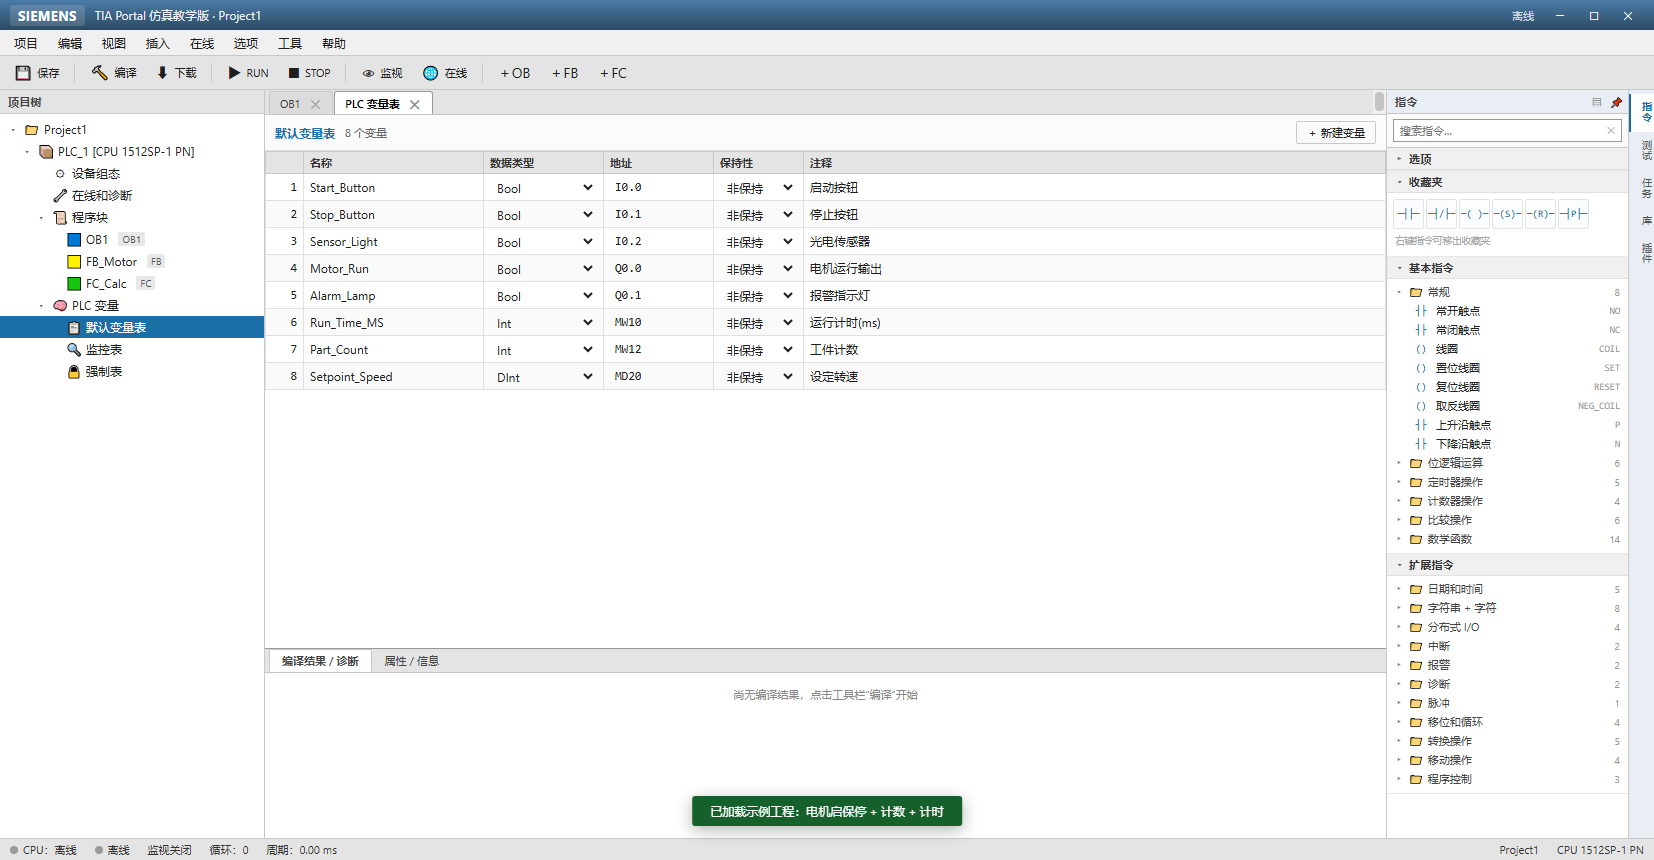 SIEMENS TIA Portal 仿真教学版 · Project1 离线
项目 编辑 视图 插入 在线 选项 工具 帮助
保存 编译 下载 RUN STOP 监视 在线 + OB + FB + FC
项目树
Project1
PLC_1 [CPU 1512SP-1 PN]
设备组态
在线和诊断
程序块
OB1 OB1
FB_Motor FB
FC_Calc FC
PLC 变量
默认变量表
监控表
强制表
OB1 PLC 变量表
默认变量表 8 个变量 + 新建变量
名称 数据类型 地址 保持性 注释
1 Start_Button Bool I0.0 非保持 启动按钮
2 Stop_Button Bool I0.1 非保持 停止按钮
3 Sensor_Light Bool I0.2 非保持 光电传感器
4 Motor_Run Bool Q0.0 非保持 电机运行输出
5 Alarm_Lamp Bool Q0.1 非保持 报警指示灯
6 Run_Time_MS Int MW10 非保持 运行计时(ms)
7 Part_Count Int MW12 非保持 工件计数
8 Setpoint_Speed DInt MD20 非保持 设定转速
编译结果 / 诊断 属性 / 信息
尚无编译结果，点击工具栏"编译"开始
已加载示例工程：电机启保停 + 计数 + 计时
指令
搜索指令...
选项
收藏夹
⊣⊢ ⊣/⊢ -( )- -(S)- -(R)- ⊣P⊢
右键指令可移出收藏夹
基本指令
常规 8
常开触点 NO
常闭触点 NC
线圈 COIL
置位线圈 SET
复位线圈 RESET
取反线圈 NEG_COIL
上升沿触点 P
下降沿触点 N
位逻辑运算 6
定时器操作 5
计数器操作 4
比较操作 6
数学函数 14
扩展指令
日期和时间 5
字符串 + 字符 8
分布式 I/O 4
中断 2
报警 2
诊断 2
脉冲 1
移位和循环 4
转换操作 5
移动操作 4
程序控制 3
指令
测试
任务
库
插件
CPU：离线 离线 监视关闭 循环：0 周期：0.00 ms Project1 CPU 1512SP-1 PN